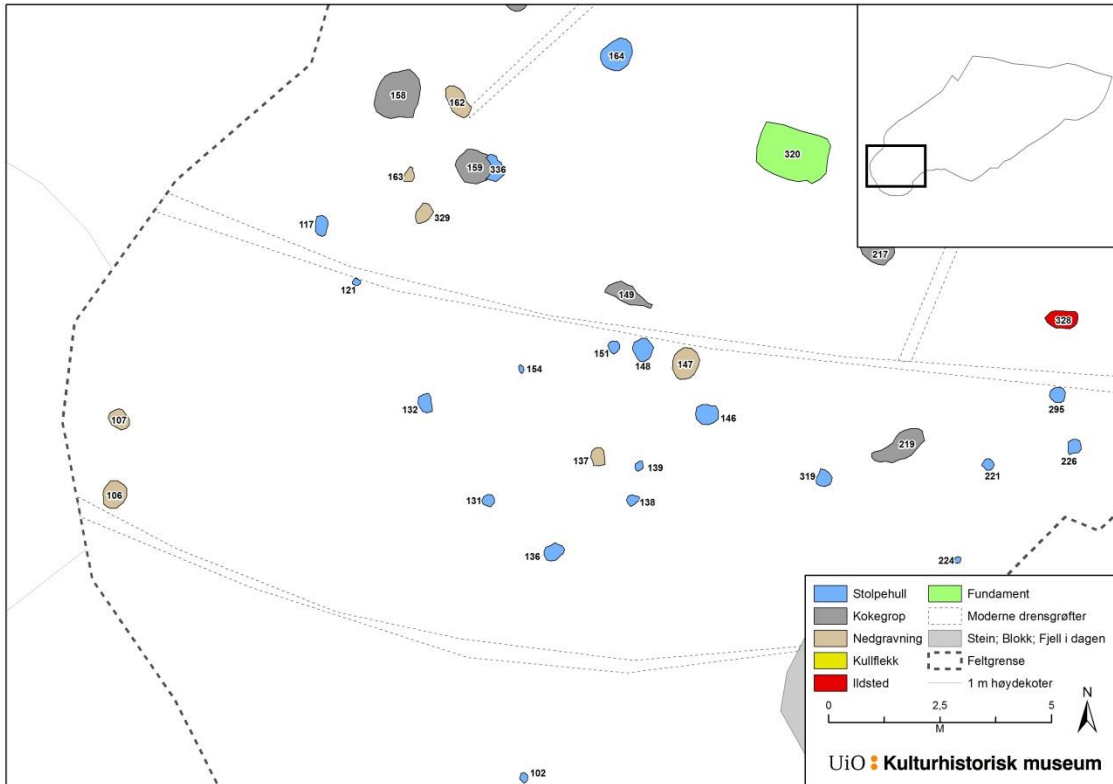 164
158
162
320
159
336
163
329
117
217
121
149
328
151
148
147
154
295
132
146
107
219
226
137
139
221
319
106
131
138
136
224
Stolpehull
Fundament
Kokegrop
Moderne drensgrøfter
Nedgravning
Stein; Blokk; Fjell i dagen
Kullflekk
Feltgrense
Ildsted
1 m høydekoter
N
0 2,5 5
M
UiO Kulturhistorisk museum
102